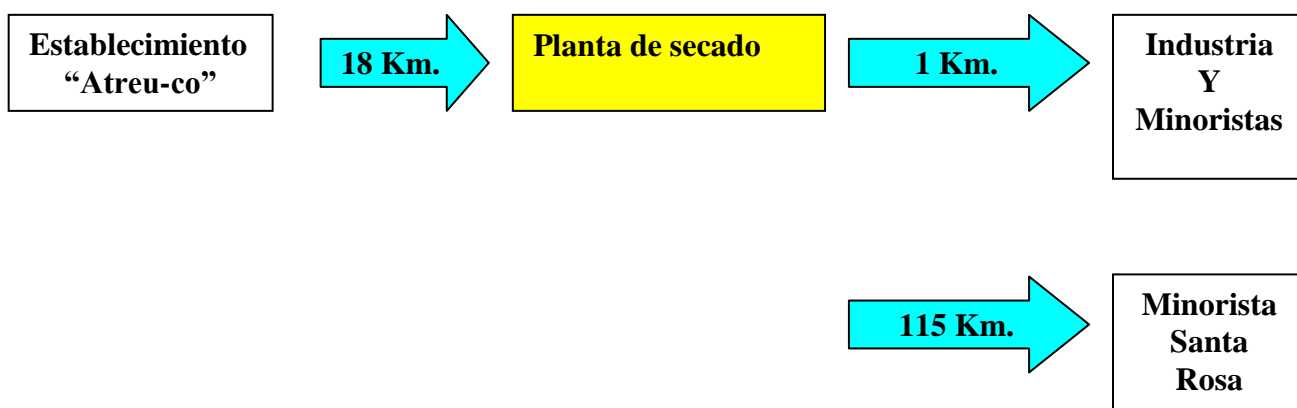 Establecimiento
“Atreu-co”
18 Km.
Planta de secado
1 Km.
Industria
Y
Minoristas
115 Km.
Minorista
Santa
Rosa